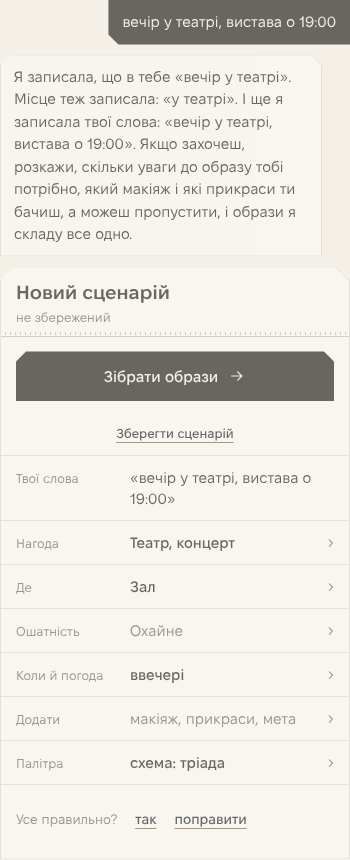 вечір у театрі, вистава о 19:00
Я записала, що в тебе «вечір у театрі».
Місце теж записала: «у театрі». І ще я
записала твої слова: «вечір у театрі,
вистава о 19:00». Якщо захочеш,
розкажи, скільки уваги до образу тобі
потрібно, який макіяж і які прикраси ти
бачиш, а можеш пропустити, і образи я
складу все одно.
Новий сценарій
не збережений
Зібрати образи →
Зберегти сценарій
Твої слова «вечір у театрі, вистава о
19:00»
Нагода Театр, концерт ›
Де Зал ›
Ошатність Охайне ›
Коли й погода ввечері ›
Додати макіяж, прикраси, мета ›
Палітра схема: тріада ›
Усе правильно? так поправити